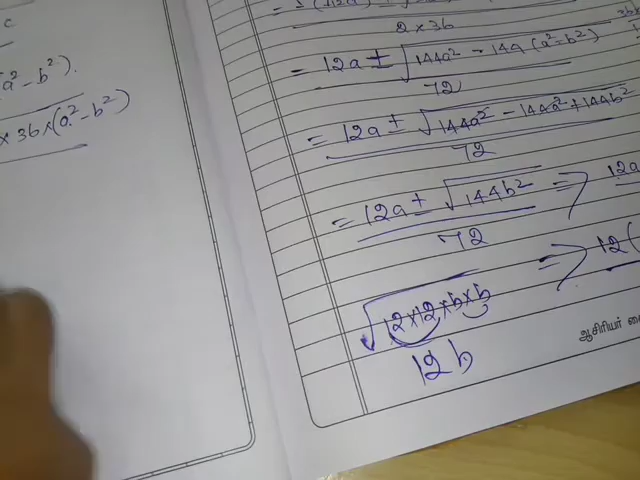 c
a² - b²).
× 36 × (a² - b²)
2 × 36
= 12a ± √144a² - 14a (a² - b²)
72
= 12a ± √144a² - 144a² + 144b²
72
= 12a ± √144b² ⇒ 12a
72
⇒ 12(
√12×12×b×b
12b
ஆசிரியர்